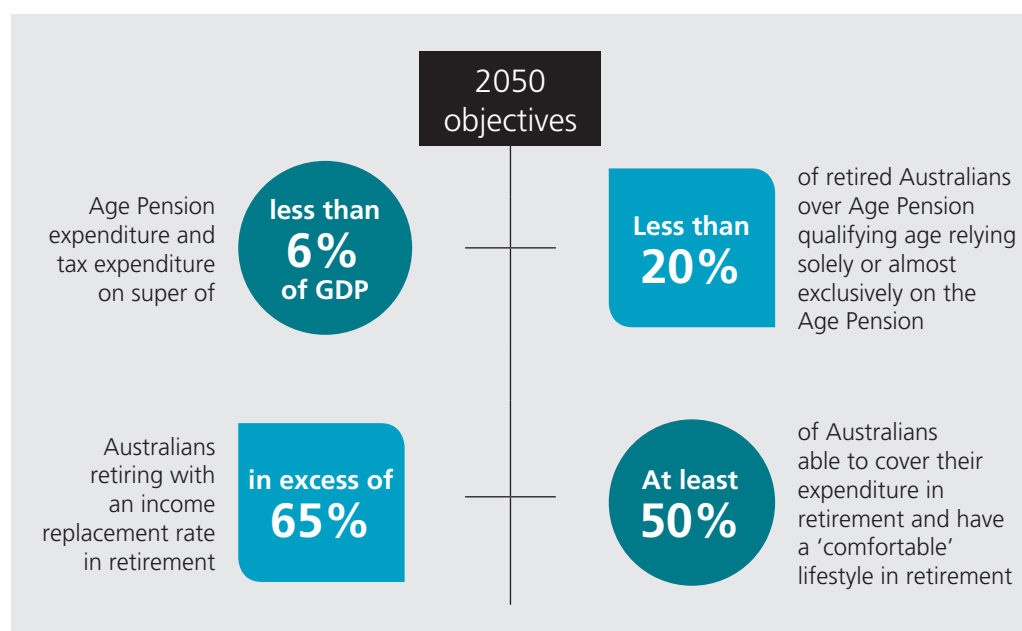 2050
objectives
Age Pension
expenditure and
tax expenditure
on super of
less than
6%
of GDP
Less than
20%
of retired Australians
over Age Pension
qualifying age relying
solely or almost
exclusively on the
Age Pension
Australians
retiring with
an income
replacement rate
in retirement
in excess of
65%
At least
50%
of Australians
able to cover their
expenditure in
retirement and have
a ‘comfortable’
lifestyle in retirement